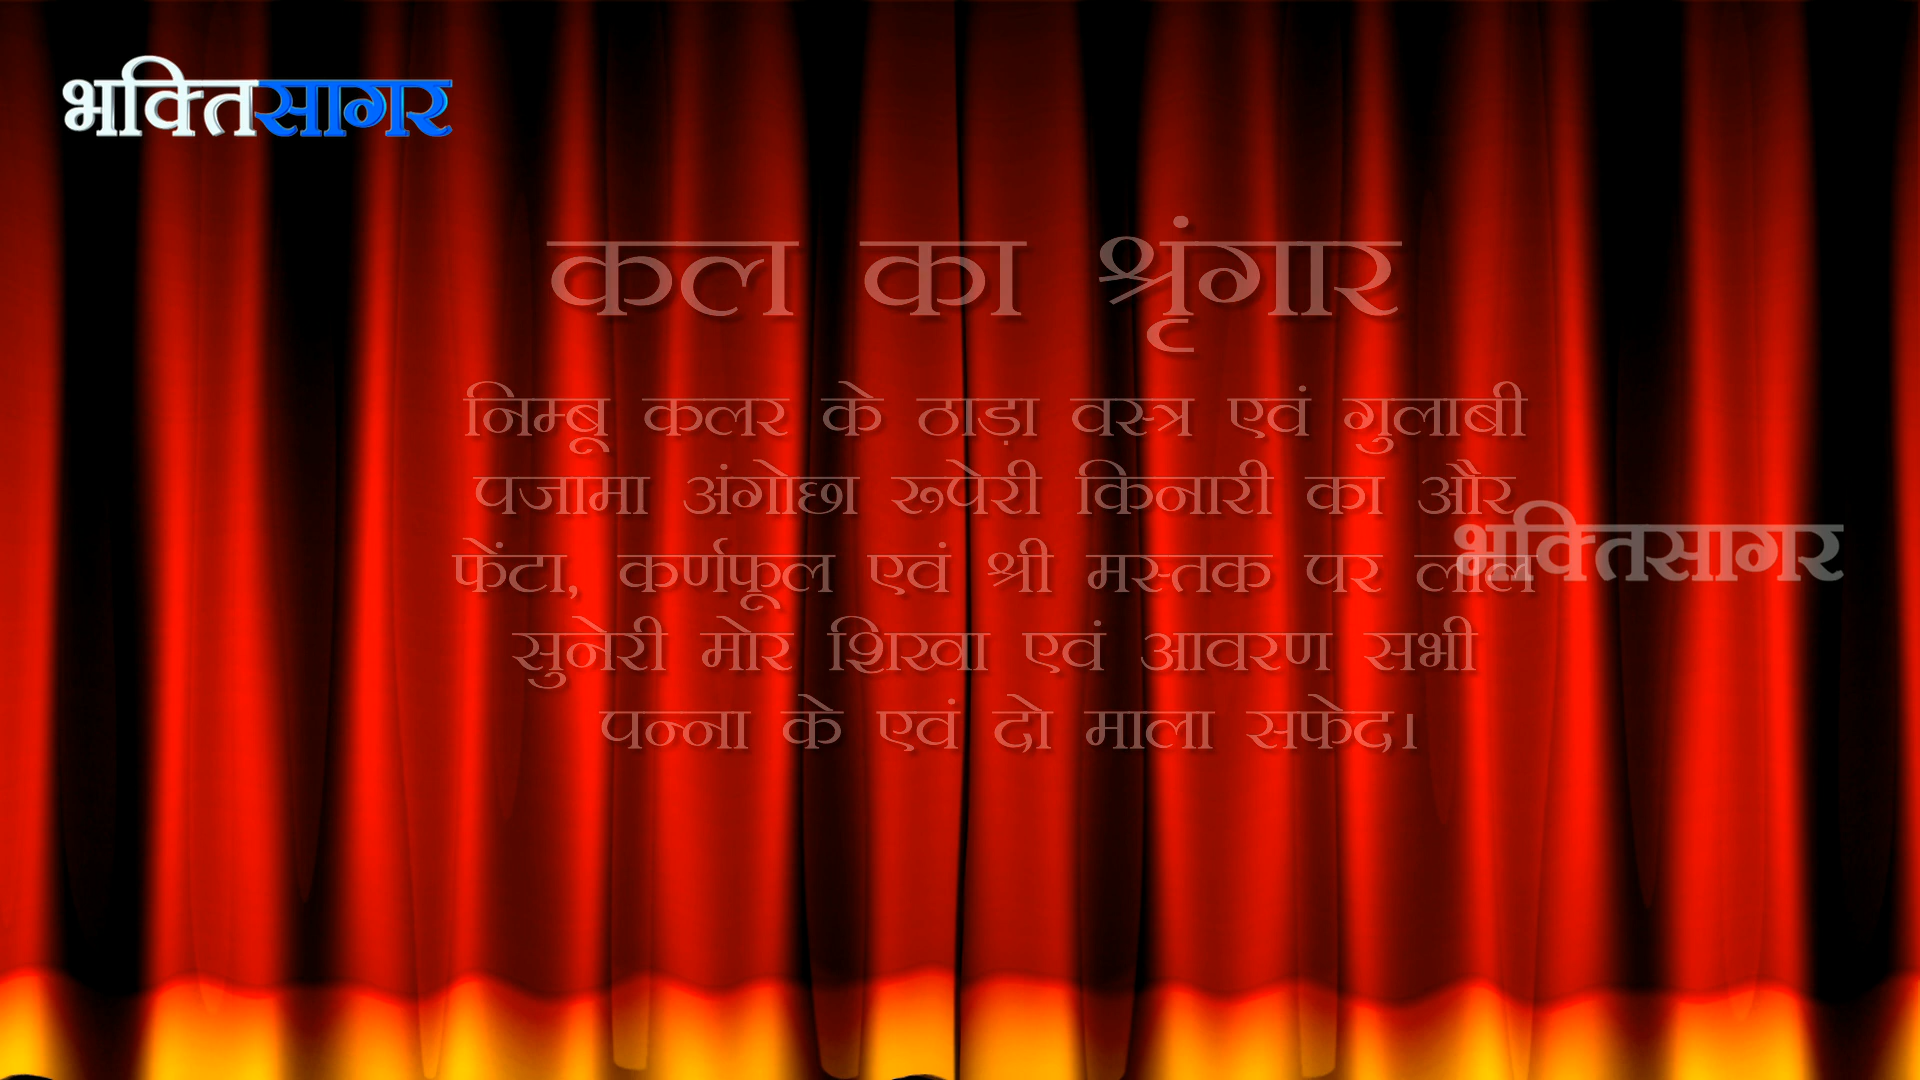 भक्तिसागर
कल का श्रृंगार
निम्बू कलर के ठाड़ा वस्त्र एवं गुलाबी
पजामा अंगोछा रुपेरी किनारी का और
फेंटा, कर्णफूल एवं श्री मस्तक पर लाल
सुनेरी मोर शिखा एवं आवरण सभी
पन्ना के एवं दो माला सफेद।
भक्तिसागर